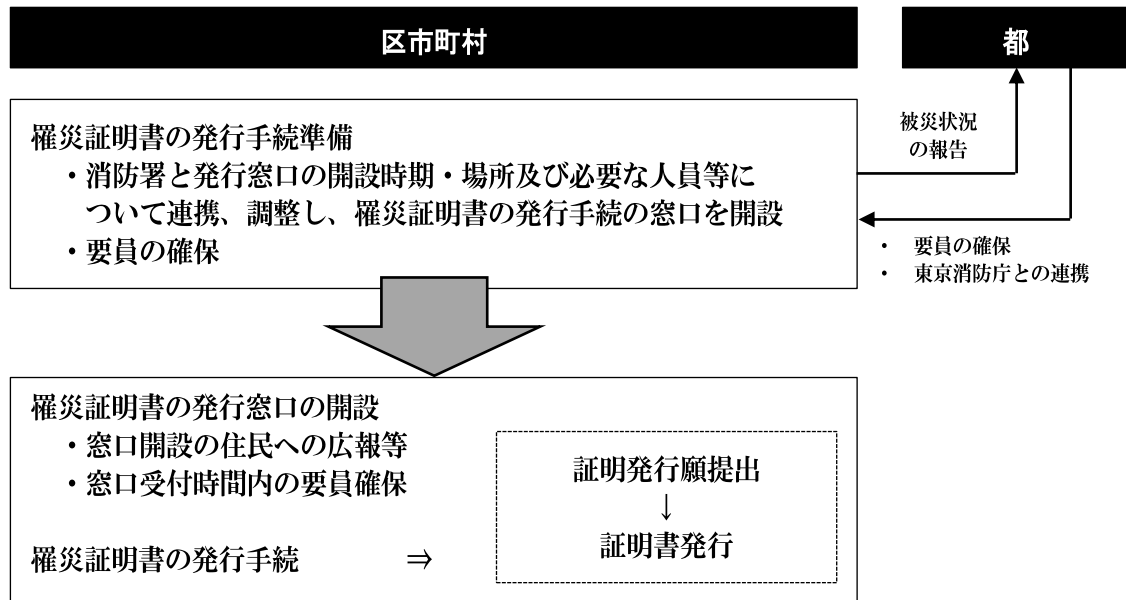 区市町村
都
罹災証明書の発行手続準備
・消防署と発行窓口の開設時期・場所及び必要な人員等に
ついて連携、調整し、罹災証明書の発行手続の窓口を開設
・要員の確保
被災状況
の報告
・ 要員の確保
・ 東京消防庁との連携
罹災証明書の発行窓口の開設
・窓口開設の住民への広報等
・窓口受付時間内の要員確保
罹災証明書の発行手続 ⇒
証明発行願提出
↓
証明書発行